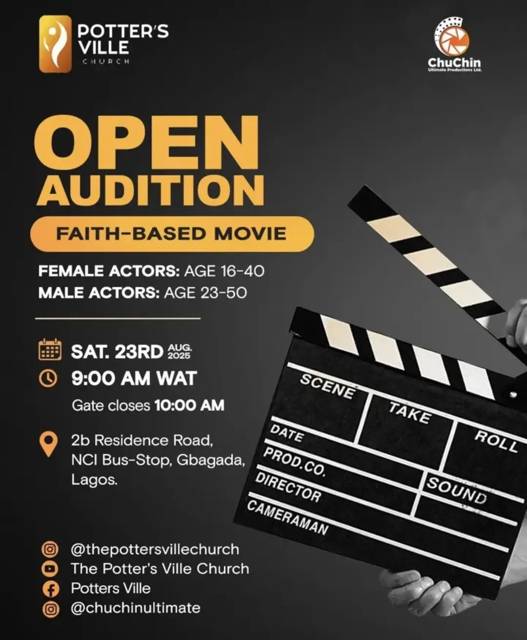 POTTER'S
VILLE
CHURCH
ChuChin
Ultimate Productions Ltd.
OPEN
AUDITION
FAITH-BASED MOVIE
FEMALE ACTORS: AGE 16-40
MALE ACTORS: AGE 23-50
SAT. 23RD AUG. 2025
9:00 AM WAT
Gate closes 10:00 AM
2b Residence Road,
NCI Bus-Stop, Gbagada,
Lagos.
@thepottersvillechurch
The Potter's Ville Church
Potters Ville
@chuchinultimate
SCENE
TAKE
ROLL
DATE
PROD.CO.
SOUND
DIRECTOR
CAMERAMAN